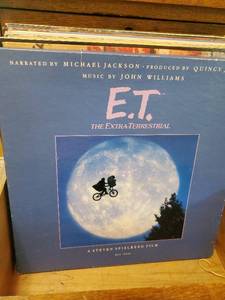 NARRATED BY MICHAEL JACKSON · PRODUCED BY QUINCY
MUSIC BY JOHN WILLIAMS
E.T.
THE EXTRA-TERRESTRIAL
A STEVEN SPIELBERG FILM